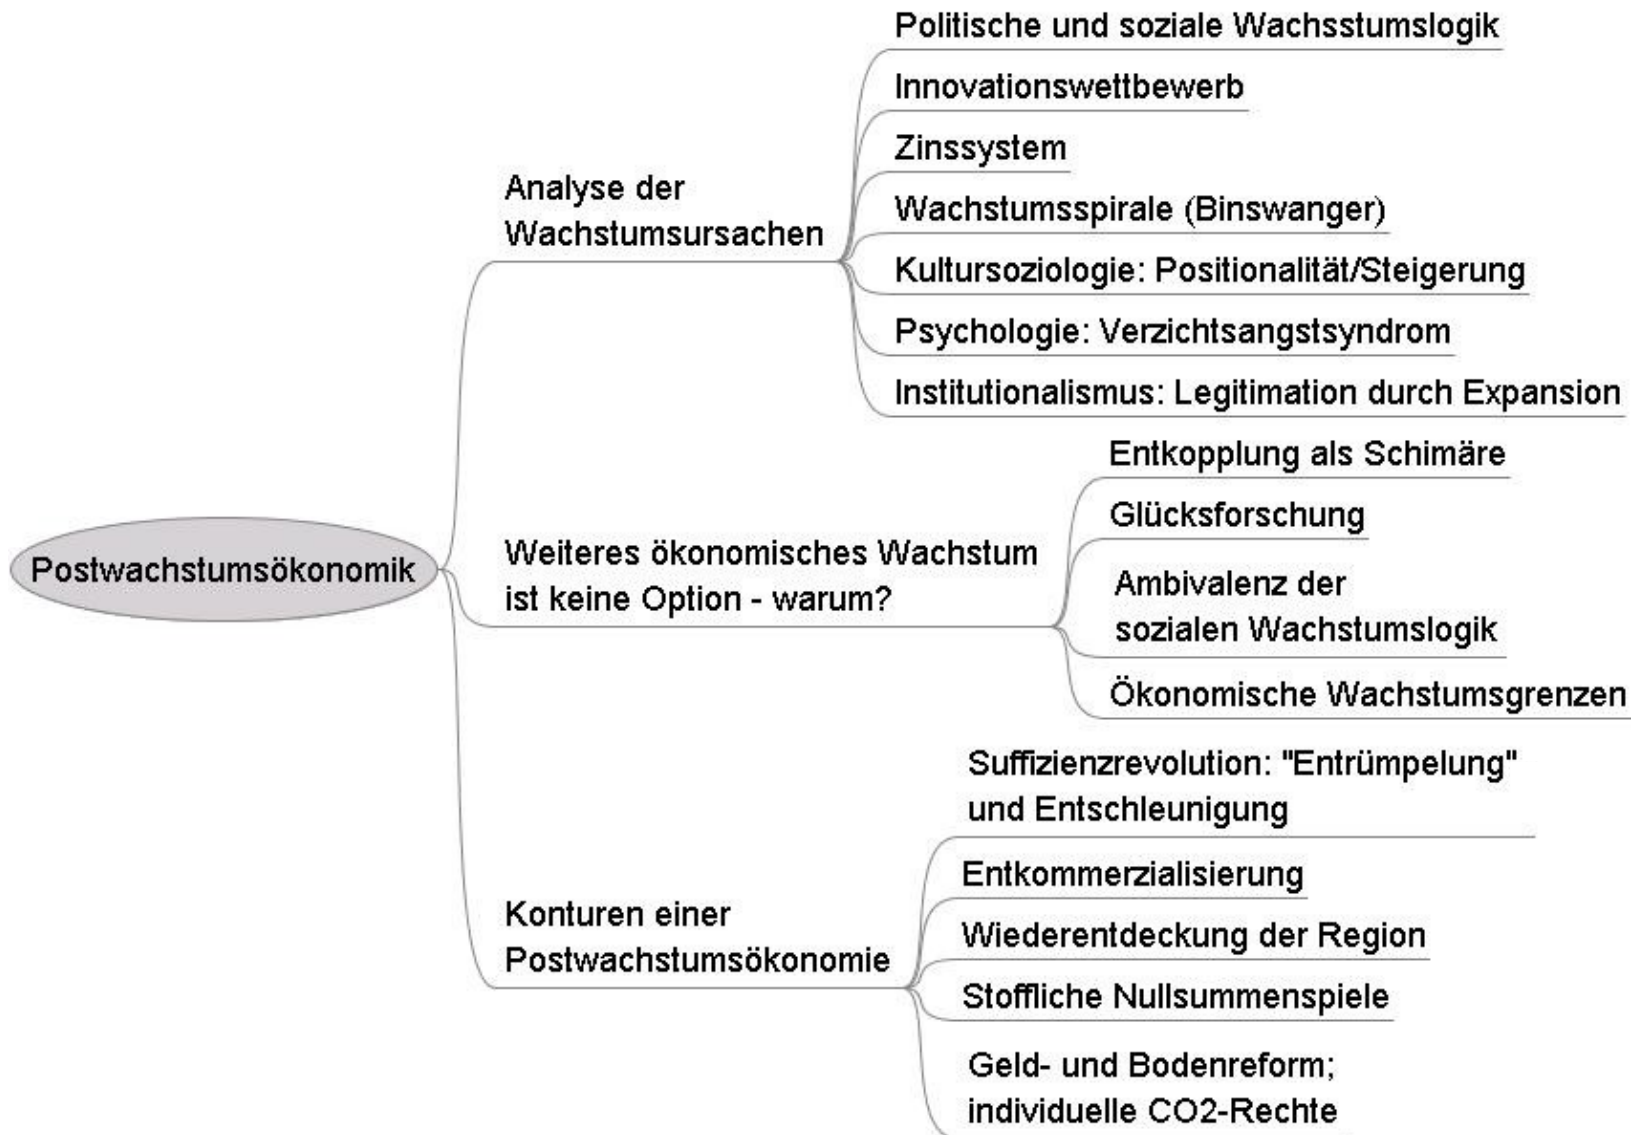 Politische und soziale Wachsstumslogik
Innovationswettbewerb
Zinssystem
Analyse der
Wachstumsursachen
Wachstumsspirale (Binswanger)
Kultursoziologie: Positionalität/Steigerung
Psychologie: Verzichtsangstsyndrom
Institutionalismus: Legitimation durch Expansion
Postwachstumsökonomik
Weiteres ökonomisches Wachstum
ist keine Option - warum?
Entkopplung als Schimäre
Glücksforschung
Ambivalenz der
sozialen Wachstumslogik
Ökonomische Wachstumsgrenzen
Konturen einer
Postwachstumsökonomie
Suffizienzrevolution: "Entrümpelung"
und Entschleunigung
Entkommerzialisierung
Wiederentdeckung der Region
Stoffliche Nullsummenspiele
Geld- und Bodenreform;
individuelle CO2-Rechte